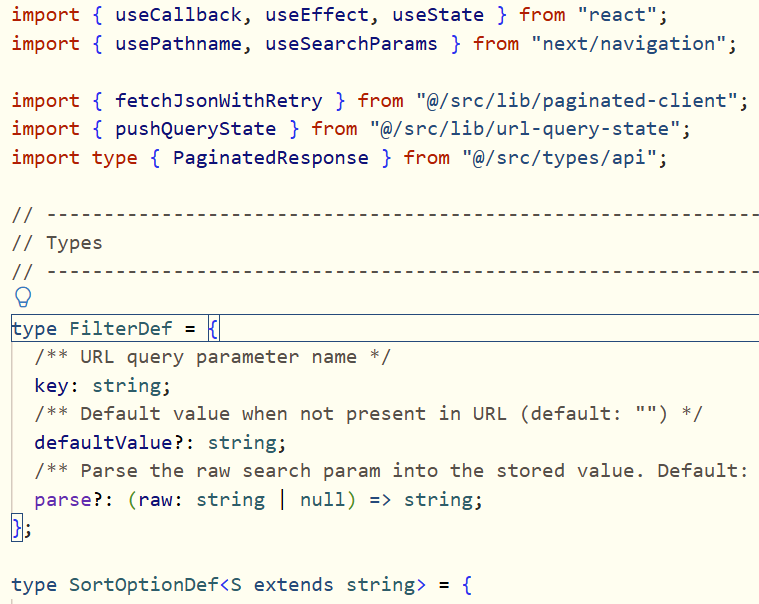 import { useCallback, useEffect, useState } from "react";
import { usePathname, useSearchParams } from "next/navigation";
import { fetchJsonWithRetry } from "@/src/lib/paginated-client";
import { pushQueryState } from "@/src/lib/url-query-state";
import type { PaginatedResponse } from "@/src/types/api";
// --------------------------------------------------------------
// Types
// --------------------------------------------------------------
type FilterDef = {
/** URL query parameter name */
key: string;
/** Default value when not present in URL (default: "") */
defaultValue?: string;
/** Parse the raw search param into the stored value. Default:
parse?: (raw: string | null) => string;
};
type SortOptionDef<S extends string> = {